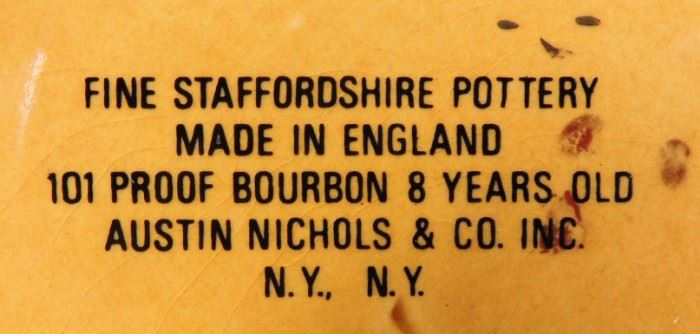 FINE STAFFORDSHIRE POTTERY
MADE IN ENGLAND
101 PROOF BOURBON 8 YEARS OLD
AUSTIN NICHOLS & CO. INC.
N.Y., N.Y.